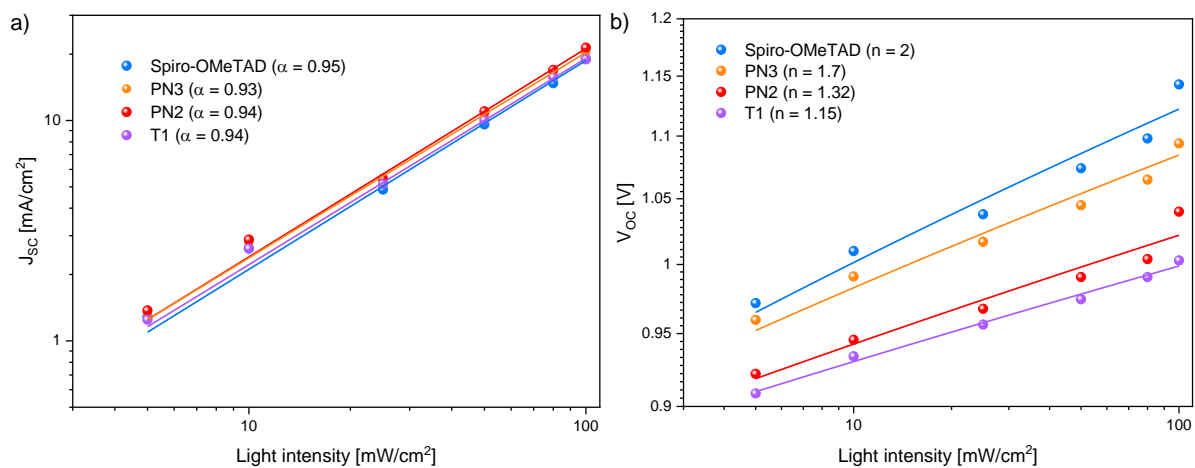 a)
Spiro-OMeTAD (α = 0.95)
PN3 (α = 0.93)
PN2 (α = 0.94)
T1 (α = 0.94)
10
1
J_SC [mA/cm²]
10
100
Light intensity [mW/cm²]
b)
Spiro-OMeTAD (n = 2)
PN3 (n = 1.7)
PN2 (n = 1.32)
T1 (n = 1.15)
1.2
1.15
1.1
1.05
1
0.95
0.9
V_OC [V]
10
100
Light intensity [mW/cm²]